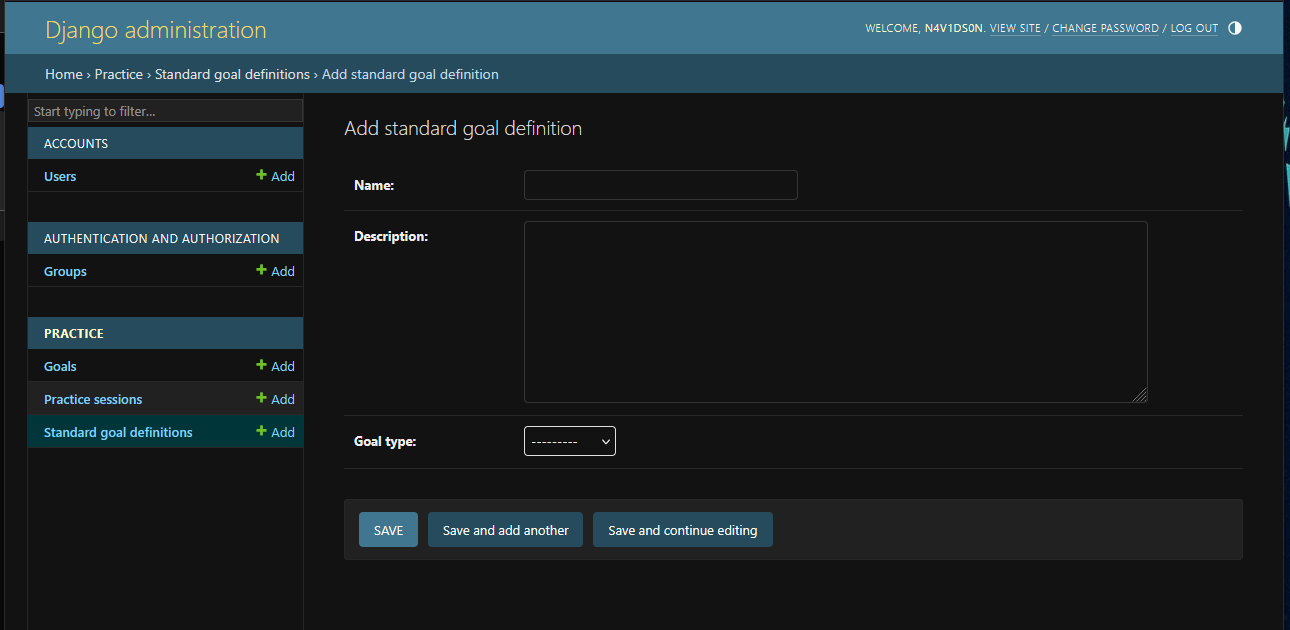 Django administration
WELCOME, N4V1DS0N. VIEW SITE / CHANGE PASSWORD / LOG OUT
Home › Practice › Standard goal definitions › Add standard goal definition
Start typing to filter...
ACCOUNTS
Users Add
AUTHENTICATION AND AUTHORIZATION
Groups Add
PRACTICE
Goals Add
Practice sessions Add
Standard goal definitions Add
Add standard goal definition
Name:
Description:
Goal type: ---------
SAVE Save and add another Save and continue editing